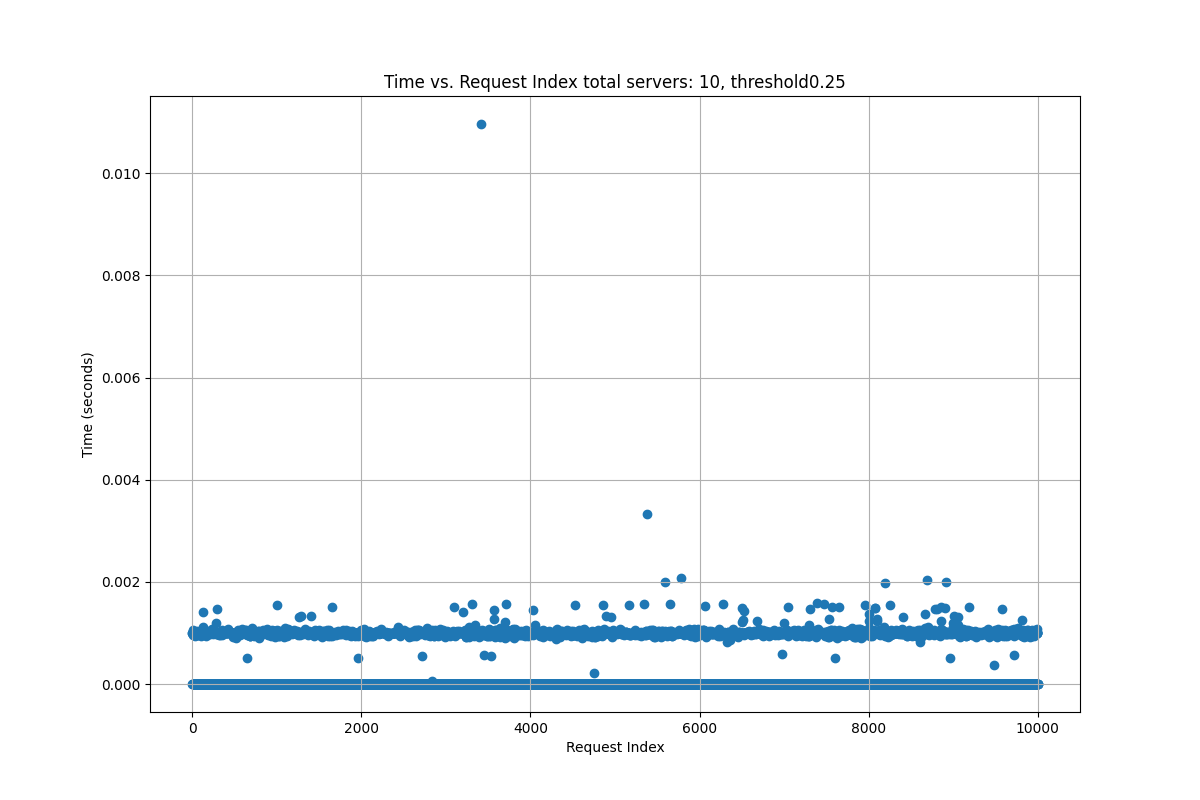 Time vs. Request Index total servers: 10, threshold0.25
0.010
0.008
0.006
0.004
0.002
0.000
Time (seconds)
0 2000 4000 6000 8000 10000
Request Index